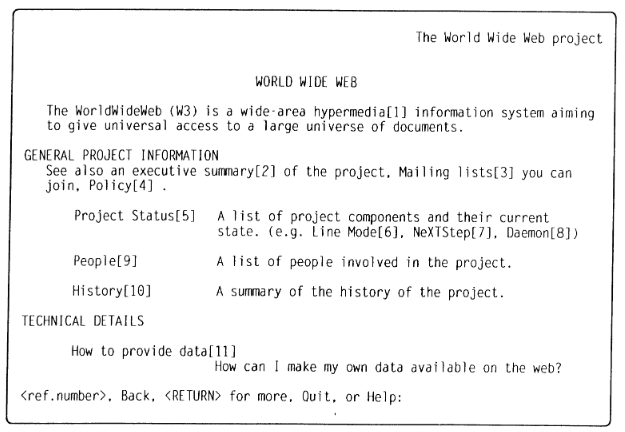 The World Wide Web project
WORLD WIDE WEB
The WorldWideWeb (W3) is a wide-area hypermedia[1] information system aiming
to give universal access to a large universe of documents.
GENERAL PROJECT INFORMATION
See also an executive summary[2] of the project, Mailing lists[3] you can
join, Policy[4] .
Project Status[5] A list of project components and their current
state. (e.g. Line Mode[6], NeXTStep[7], Daemon[8])
People[9] A list of people involved in the project.
History[10] A summary of the history of the project.
TECHNICAL DETAILS
How to provide data[11]
How can I make my own data available on the web?
<ref.number>, Back, <RETURN> for more, Quit, or Help: